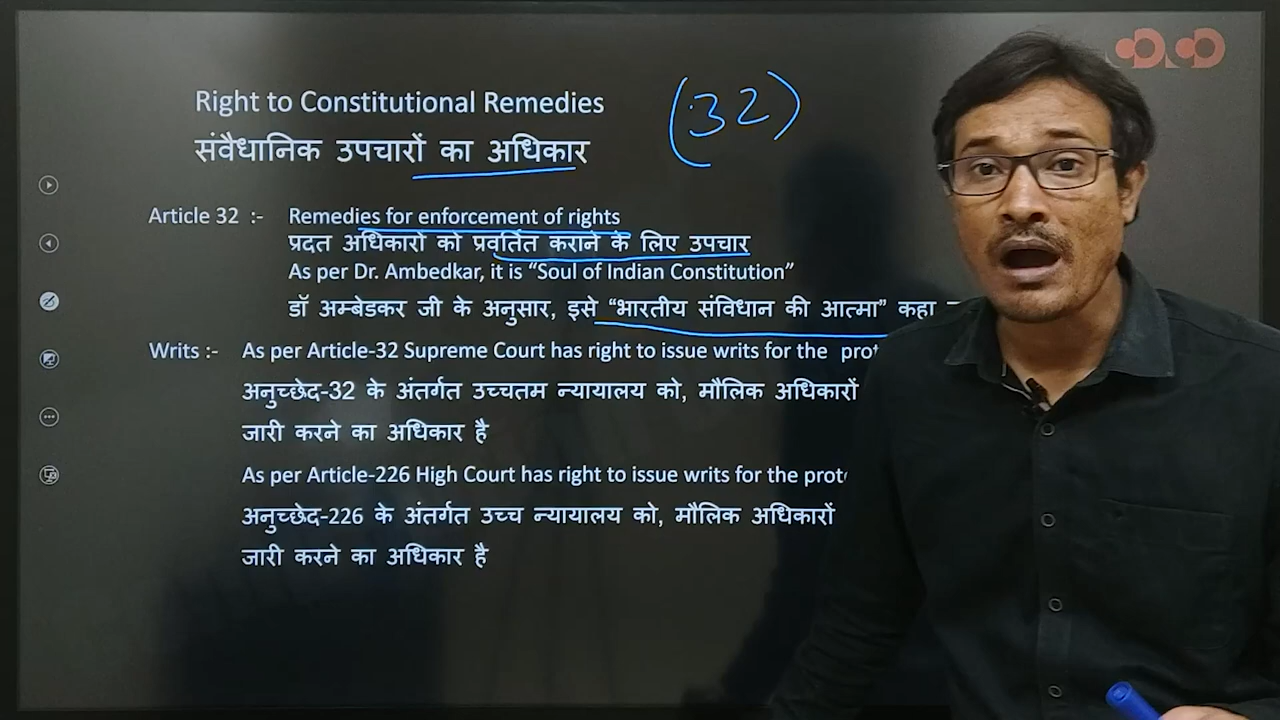 Right to Constitutional Remedies (32)
संवैधानिक उपचारों का अधिकार
Article 32 :- Remedies for enforcement of rights
प्रदत अधिकारों को प्रवर्तित कराने के लिए उपचार
As per Dr. Ambedkar, it is “Soul of Indian Constitution”
डॉ अम्बेडकर जी के अनुसार, इसे “भारतीय संविधान की आत्मा” कहा
Writs :- As per Article-32 Supreme Court has right to issue writs for the
अनुच्छेद-32 के अंतर्गत उच्चतम न्यायालय को, मौलिक अधिकारों
जारी करने का अधिकार है
As per Article-226 High Court has right to issue writs for the
अनुच्छेद-226 के अंतर्गत उच्च न्यायालय को, मौलिक अधिकारों
जारी करने का अधिकार है